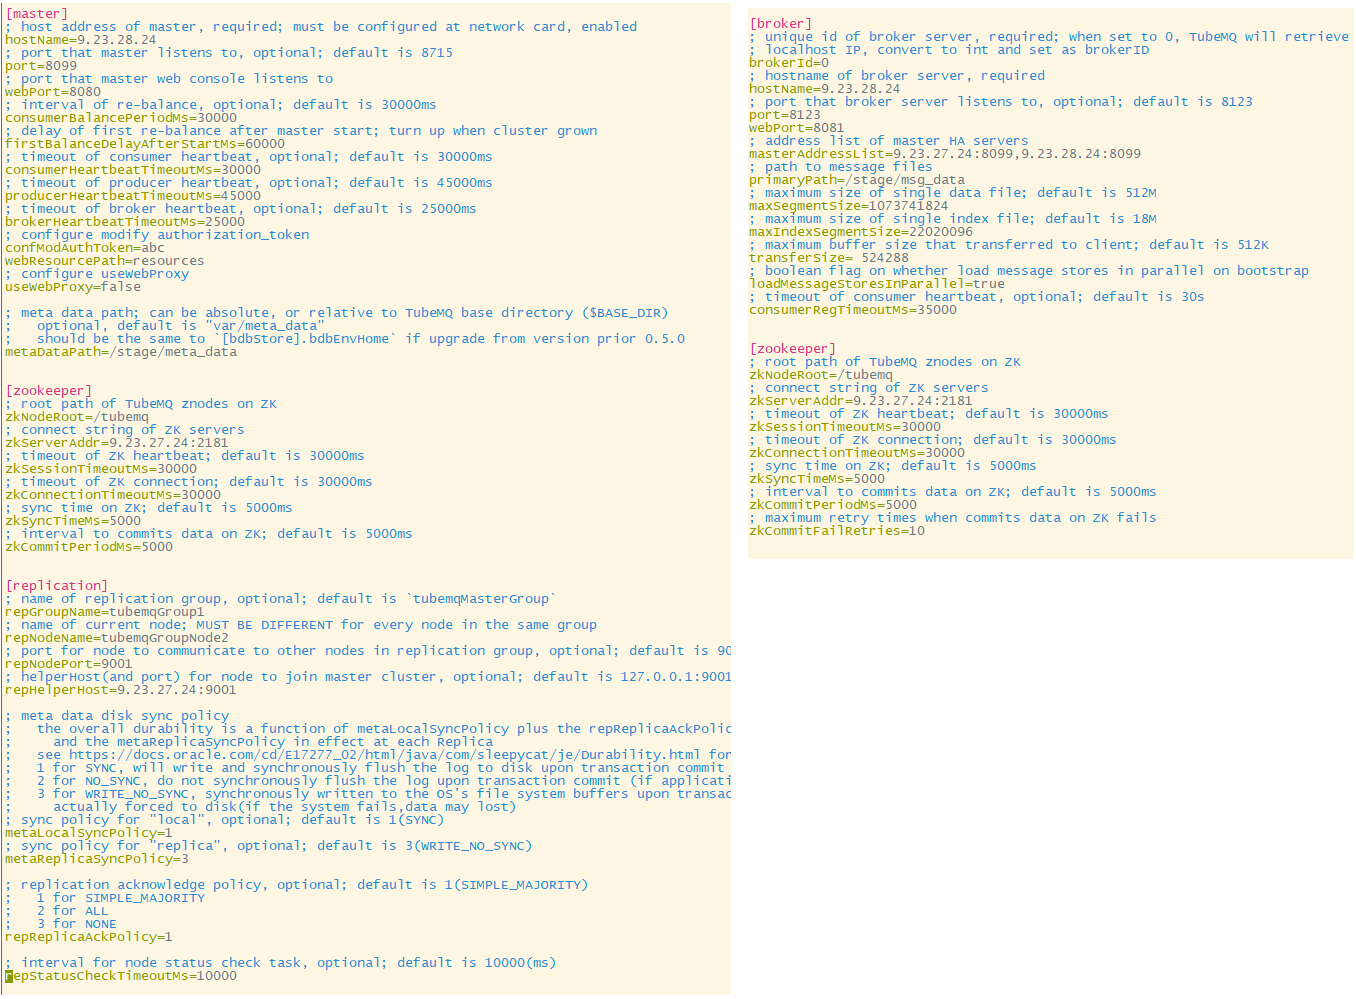 [master]
; host address of master, required; must be configured at network card, enabled
hostName=9.23.28.24
; port that master listens to, optional; default is 8715
port=8099
; port that master web console listens to
webPort=8080
; interval of re-balance, optional; default is 30000ms
consumerBalancePeriodMs=30000
; delay of first re-balance after master start; turn up when cluster grown
firstBalanceDelayAfterStartMs=60000
; timeout of consumer heartbeat, optional; default is 30000ms
consumerHeartbeatTimeoutMs=30000
; timeout of producer heartbeat, optional; default is 45000ms
producerHeartbeatTimeoutMs=45000
; timeout of broker heartbeat, optional; default is 25000ms
brokerHeartbeatTimeoutMs=25000
; configure modify authorization_token
confModAuthToken=abc
webResourcePath=resources
; configure useWebProxy
useWebProxy=false
; meta data path; can be absolute, or relative to TubeMQ base directory ($BASE_DIR)
;   optional, default is "var/meta_data"
;   should be the same to `[bdbStore].bdbEnvHome` if upgrade from version prior 0.5.0
metaDataPath=/stage/meta_data
[zookeeper]
; root path of TubeMQ znodes on ZK
zkNodeRoot=/tubemq
; connect string of ZK servers
zkServerAddr=9.23.27.24:2181
; timeout of ZK heartbeat; default is 30000ms
zkSessionTimeoutMs=30000
; timeout of ZK connection; default is 30000ms
zkConnectionTimeoutMs=30000
; sync time on ZK; default is 5000ms
zkSyncTimeMs=5000
; interval to commits data on ZK; default is 5000ms
zkCommitPeriodMs=5000
[replication]
; name of replication group, optional; default is `tubemqMasterGroup`
repGroupName=tubemqGroup1
; name of current node; MUST BE DIFFERENT for every node in the same group
repNodeName=tubemqGroupNode2
; port for node to communicate to other nodes in replication group, optional; default is 90
repNodePort=9001
; helperHost(and port) for node to join master cluster, optional; default is 127.0.0.1:9001
repHelperHost=9.23.27.24:9001
; meta data disk sync policy
;   the overall durability is a function of metaLocalSyncPolicy plus the repReplicaAckPolic
;     and the metaReplicaSyncPolicy in effect at each Replica
;   see https://docs.oracle.com/cd/E17277_02/html/java/com/sleepycat/je/Durability.html for
;   1 for SYNC, will write and synchronously flush the log to disk upon transaction commit
;   2 for NO_SYNC, do not synchronously flush the log upon transaction commit (if applicati
;   3 for WRITE_NO_SYNC, synchronously written to the OS's file system buffers upon transac
;     actually forced to disk(if the system fails,data may lost)
; sync policy for "local", optional; default is 1(SYNC)
metaLocalSyncPolicy=1
; sync policy for "replica", optional; default is 3(WRITE_NO_SYNC)
metaReplicaSyncPolicy=3
; replication acknowledge policy, optional; default is 1(SIMPLE_MAJORITY)
;   1 for SIMPLE_MAJORITY
;   2 for ALL
;   3 for NONE
repReplicaAckPolicy=1
; interval for node status check task, optional; default is 10000(ms)
repStatusCheckTimeoutMs=10000
[broker]
; unique id of broker server, required; when set to 0, TubeMQ will retrieve
; localhost IP, convert to int and set as brokerID
brokerId=0
; hostname of broker server, required
hostName=9.23.28.24
; port that broker server listens to, optional; default is 8123
port=8123
webPort=8081
; address list of master HA servers
masterAddressList=9.23.27.24:8099,9.23.28.24:8099
; path to message files
primaryPath=/stage/msg_data
; maximum size of single data file; default is 512M
maxSegmentSize=1073741824
; maximum size of single index file; default is 18M
maxIndexSegmentSize=22020096
; maximum buffer size that transferred to client; default is 512K
transferSize= 524288
; boolean flag on whether load message stores in parallel on bootstrap
loadMessageStoresInParallel=true
; timeout of consumer heartbeat, optional; default is 30s
consumerRegTimeoutMs=35000
[zookeeper]
; root path of TubeMQ znodes on ZK
zkNodeRoot=/tubemq
; connect string of ZK servers
zkServerAddr=9.23.27.24:2181
; timeout of ZK heartbeat; default is 30000ms
zkSessionTimeoutMs=30000
; timeout of ZK connection; default is 30000ms
zkConnectionTimeoutMs=30000
; sync time on ZK; default is 5000ms
zkSyncTimeMs=5000
; interval to commits data on ZK; default is 5000ms
zkCommitPeriodMs=5000
; maximum retry times when commits data on ZK fails
zkCommitFailRetries=10